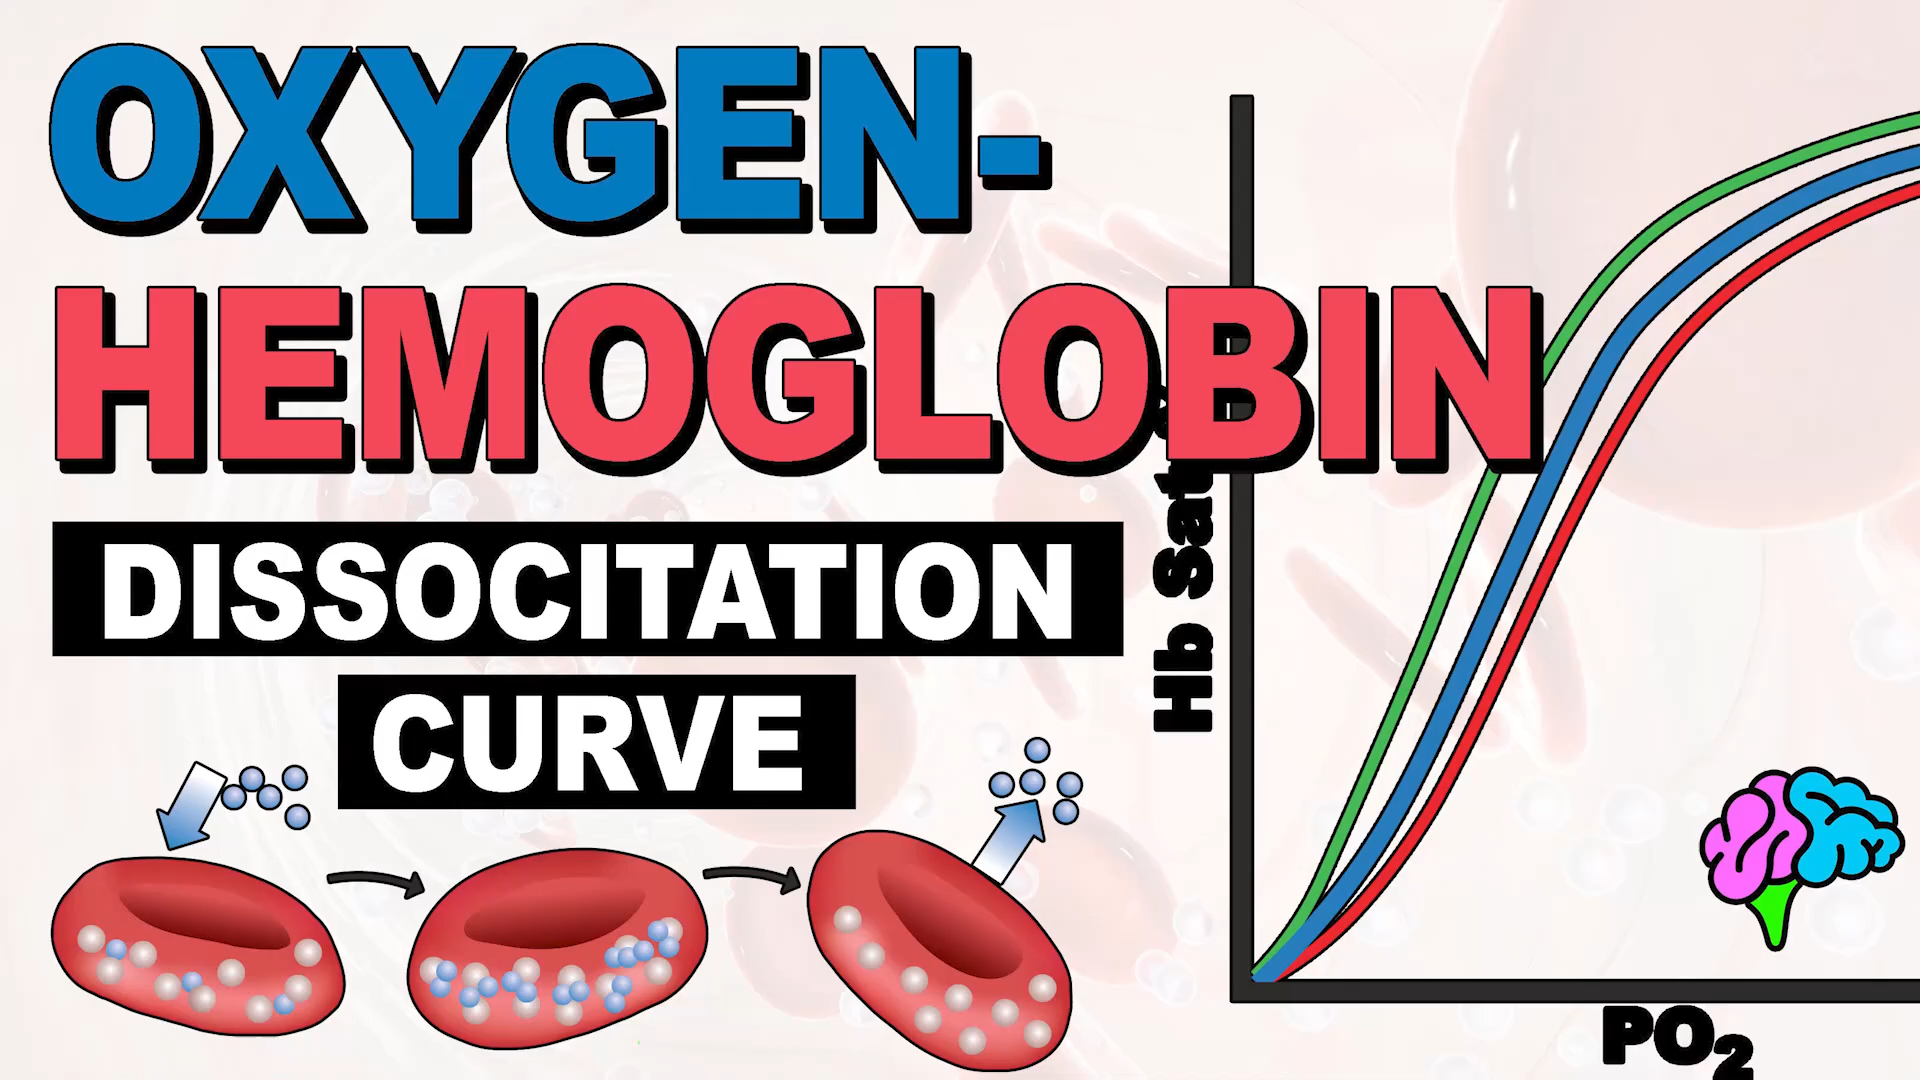 OXYGEN-
HEMOGLOBIN
DISSOCITATION
CURVE
Hb Sat
PO₂